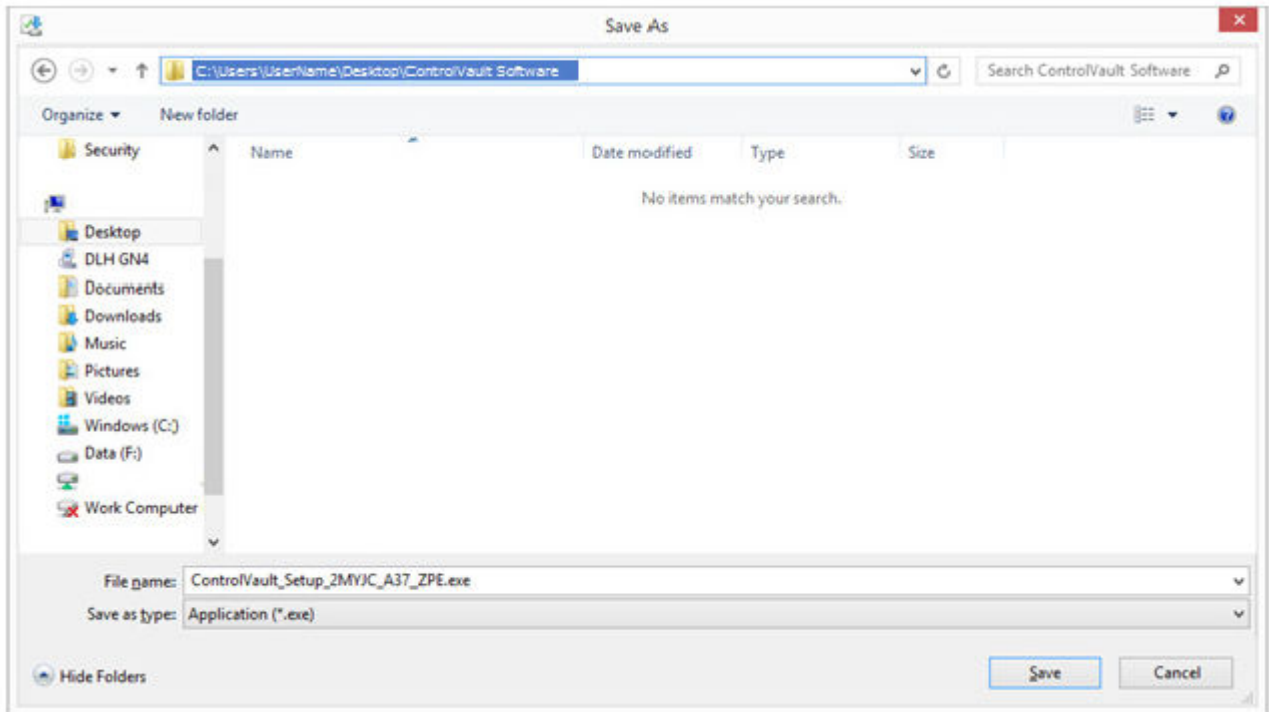 Save As
C:\Users\UserName\Desktop\ControlVault Software
Search ControlVault Software
Organize
New folder
Name
Date modified
Type
Size
No items match your search.
Security
Desktop
DLH GN4
Documents
Downloads
Music
Pictures
Videos
Windows (C:)
Data (F:)
Work Computer
File name: ControlVault_Setup_2MYJC_A37_ZPE.exe
Save as type: Application (*.exe)
Hide Folders
Save
Cancel